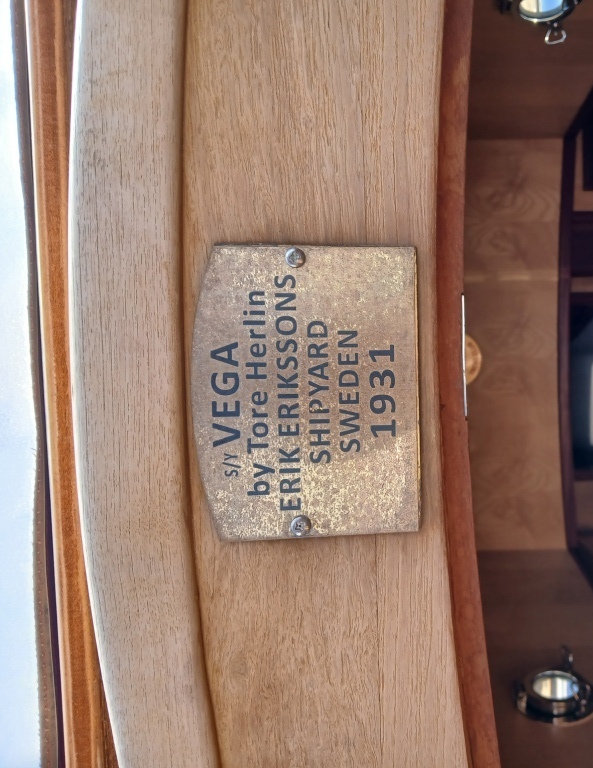 S/Y VEGA
by Tore Herlin
ERIK ERIKSSONS
SHIPYARD
SWEDEN
1931